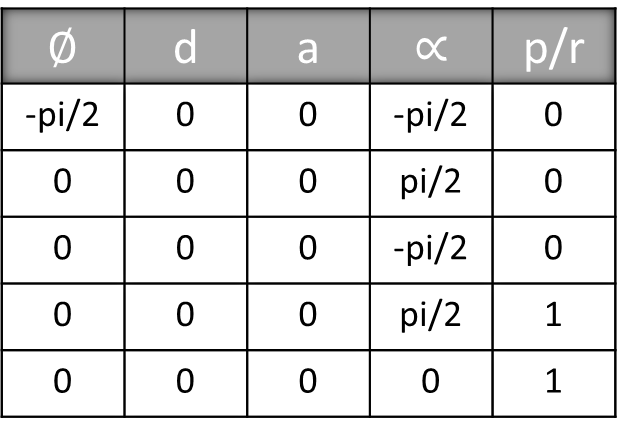 Ø d a ∝ p/r
-pi/2 0 0 -pi/2 0
0 0 0 pi/2 0
0 0 0 -pi/2 0
0 0 0 pi/2 1
0 0 0 0 1